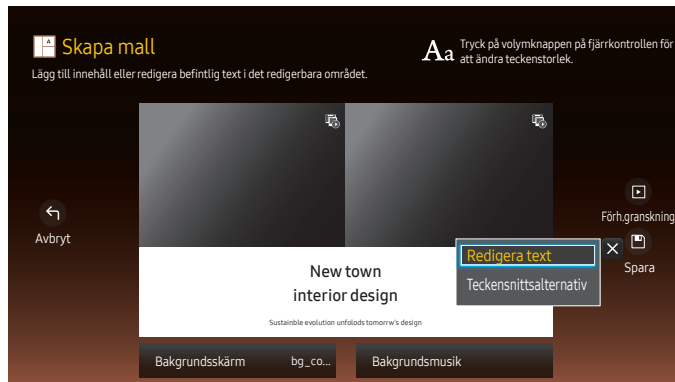 Skapa mall
Lägg till innehåll eller redigera befintlig text i det redigerbara området.
Aa
Tryck på volymknappen på fjärrkontrollen för
att ändra teckenstorlek.
Avbryt
Förh.granskning
Spara
Redigera text
Teckensnittsalternativ
New town
interior design
Sustainble evolution unfolods tomorrw's design
Bakgrundsskärm bg_co...
Bakgrundsmusik